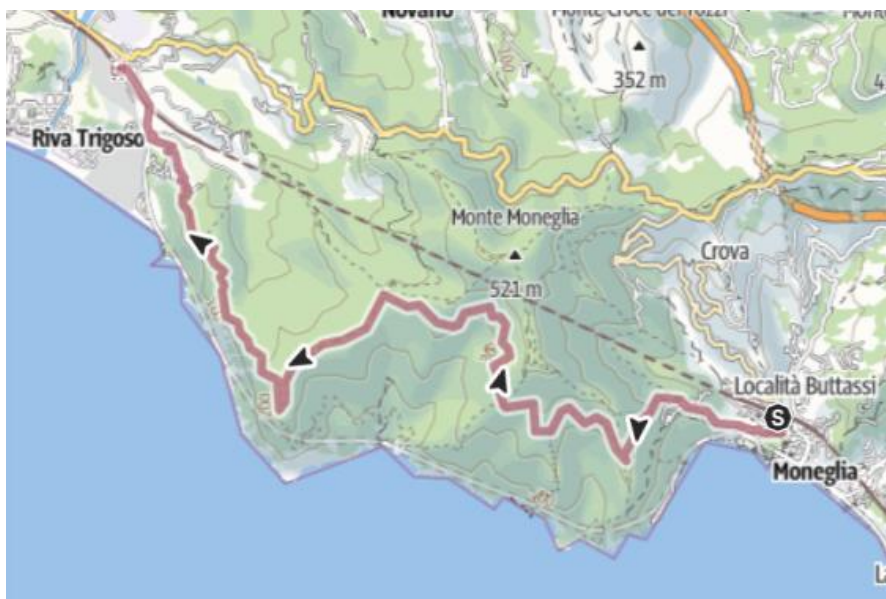 Novano
352 m
Riva Trigoso
Monte Moneglia
521 m
Crova
Località Buttassi
S
Moneglia